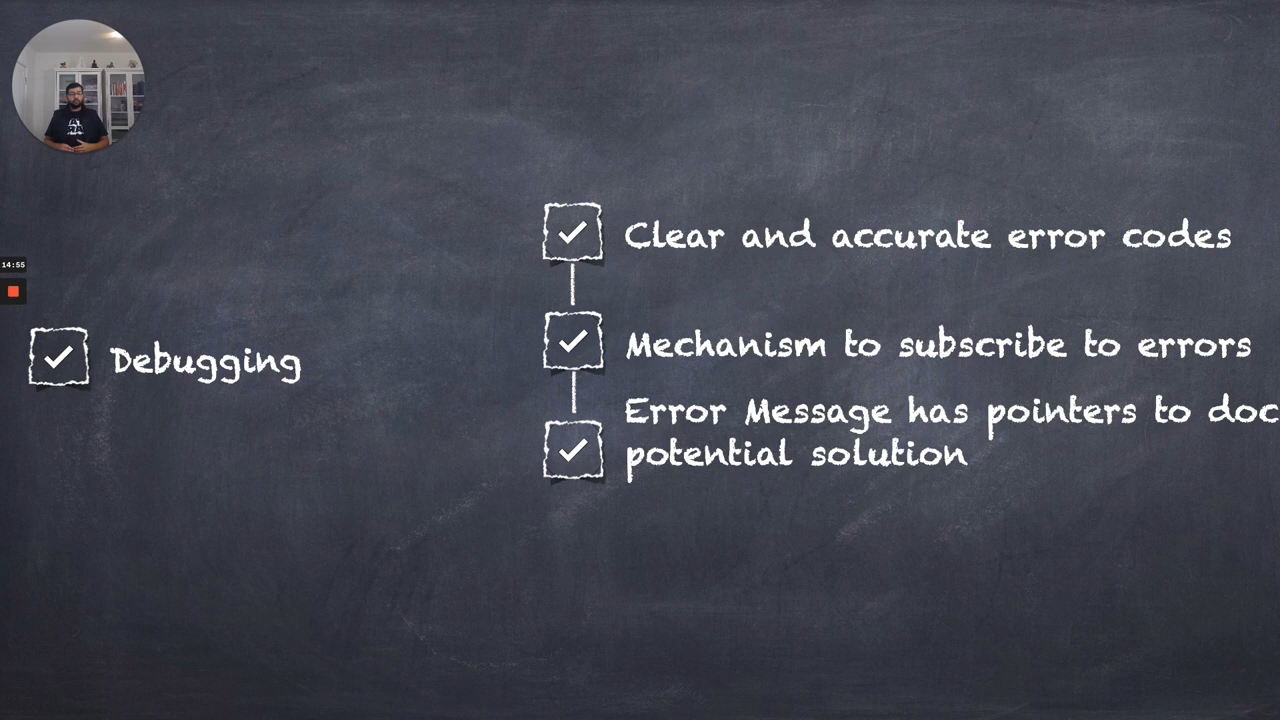 14:55
Debugging
Clear and accurate error codes
Mechanism to subscribe to errors
Error Message has pointers to doc
potential solution